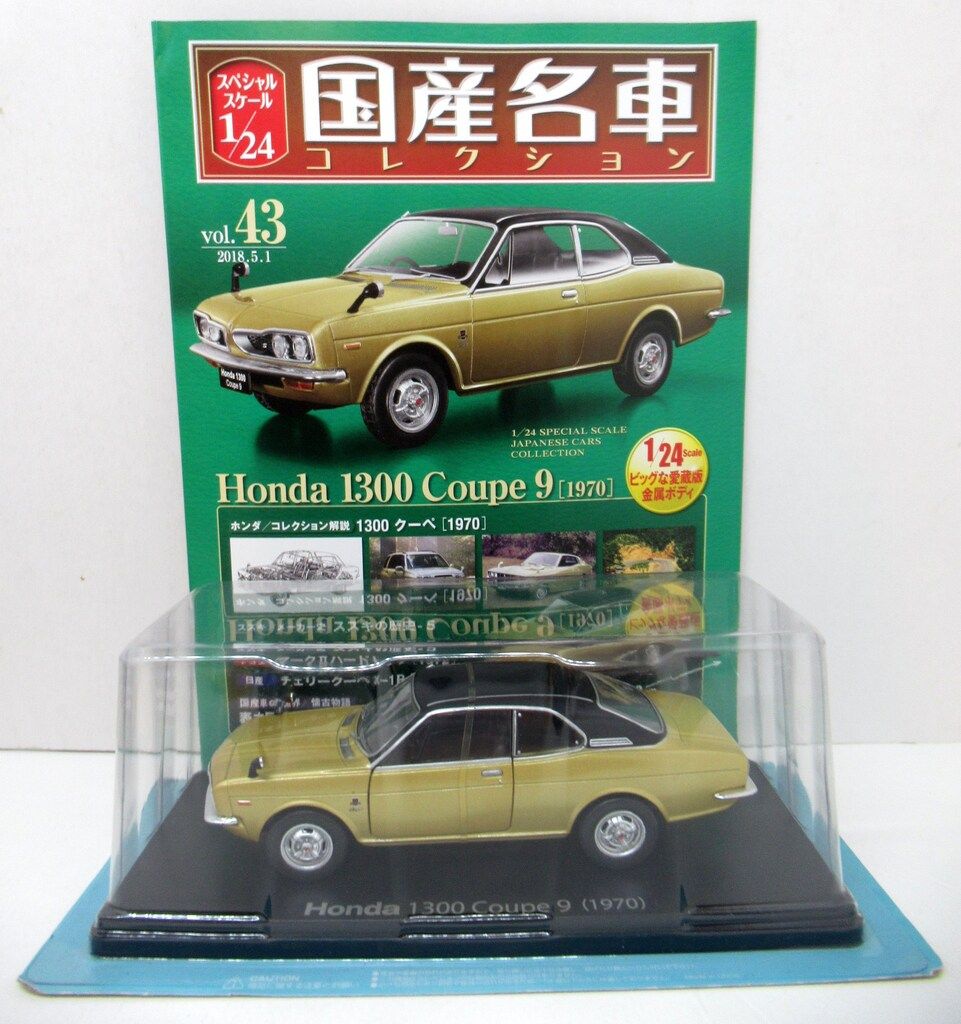 スペシャル
スケール
1/24
国産名車
コレクション
vol.43
2018.5.1
Honda 1300
Coupe 9
1/24 SPECIAL SCALE
JAPANESE CARS
COLLECTION
1/24 Scale
ビッグな愛蔵版
金属ボディ
Honda 1300 Coupe 9 [1970]
ホンダ/コレクション解説 1300 クーペ [1970]
日産 チェリークーペX-1R
Honda 1300 Coupe 9 (1970)
CAUTION